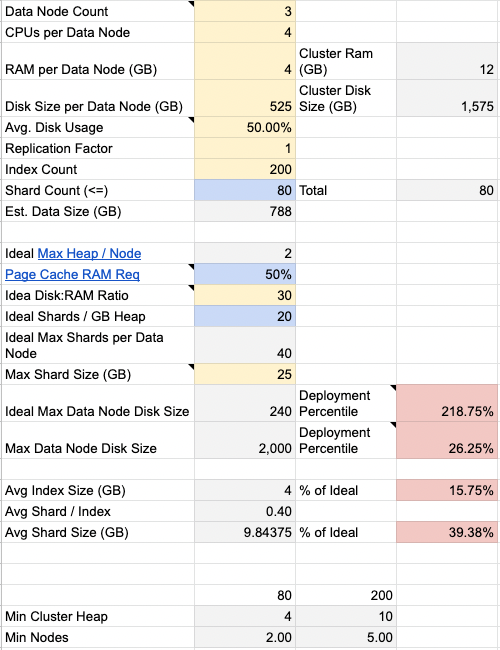 Data Node Count 3
CPUs per Data Node 4
RAM per Data Node (GB) 4 Cluster Ram (GB) 12
Disk Size per Data Node (GB) 525 Cluster Disk Size (GB) 1,575
Avg. Disk Usage 50.00%
Replication Factor 1
Index Count 200
Shard Count (<=) 80 Total 80
Est. Data Size (GB) 788
Ideal Max Heap / Node 2
Page Cache RAM Req 50%
Idea Disk:RAM Ratio 30
Ideal Shards / GB Heap 20
Ideal Max Shards per Data Node 40
Max Shard Size (GB) 25
Ideal Max Data Node Disk Size 240 Deployment Percentile 218.75%
Max Data Node Disk Size 2,000 Deployment Percentile 26.25%
Avg Index Size (GB) 4 % of Ideal 15.75%
Avg Shard / Index 0.40
Avg Shard Size (GB) 9.84375 % of Ideal 39.38%
80 200
Min Cluster Heap 4 10
Min Nodes 2.00 5.00